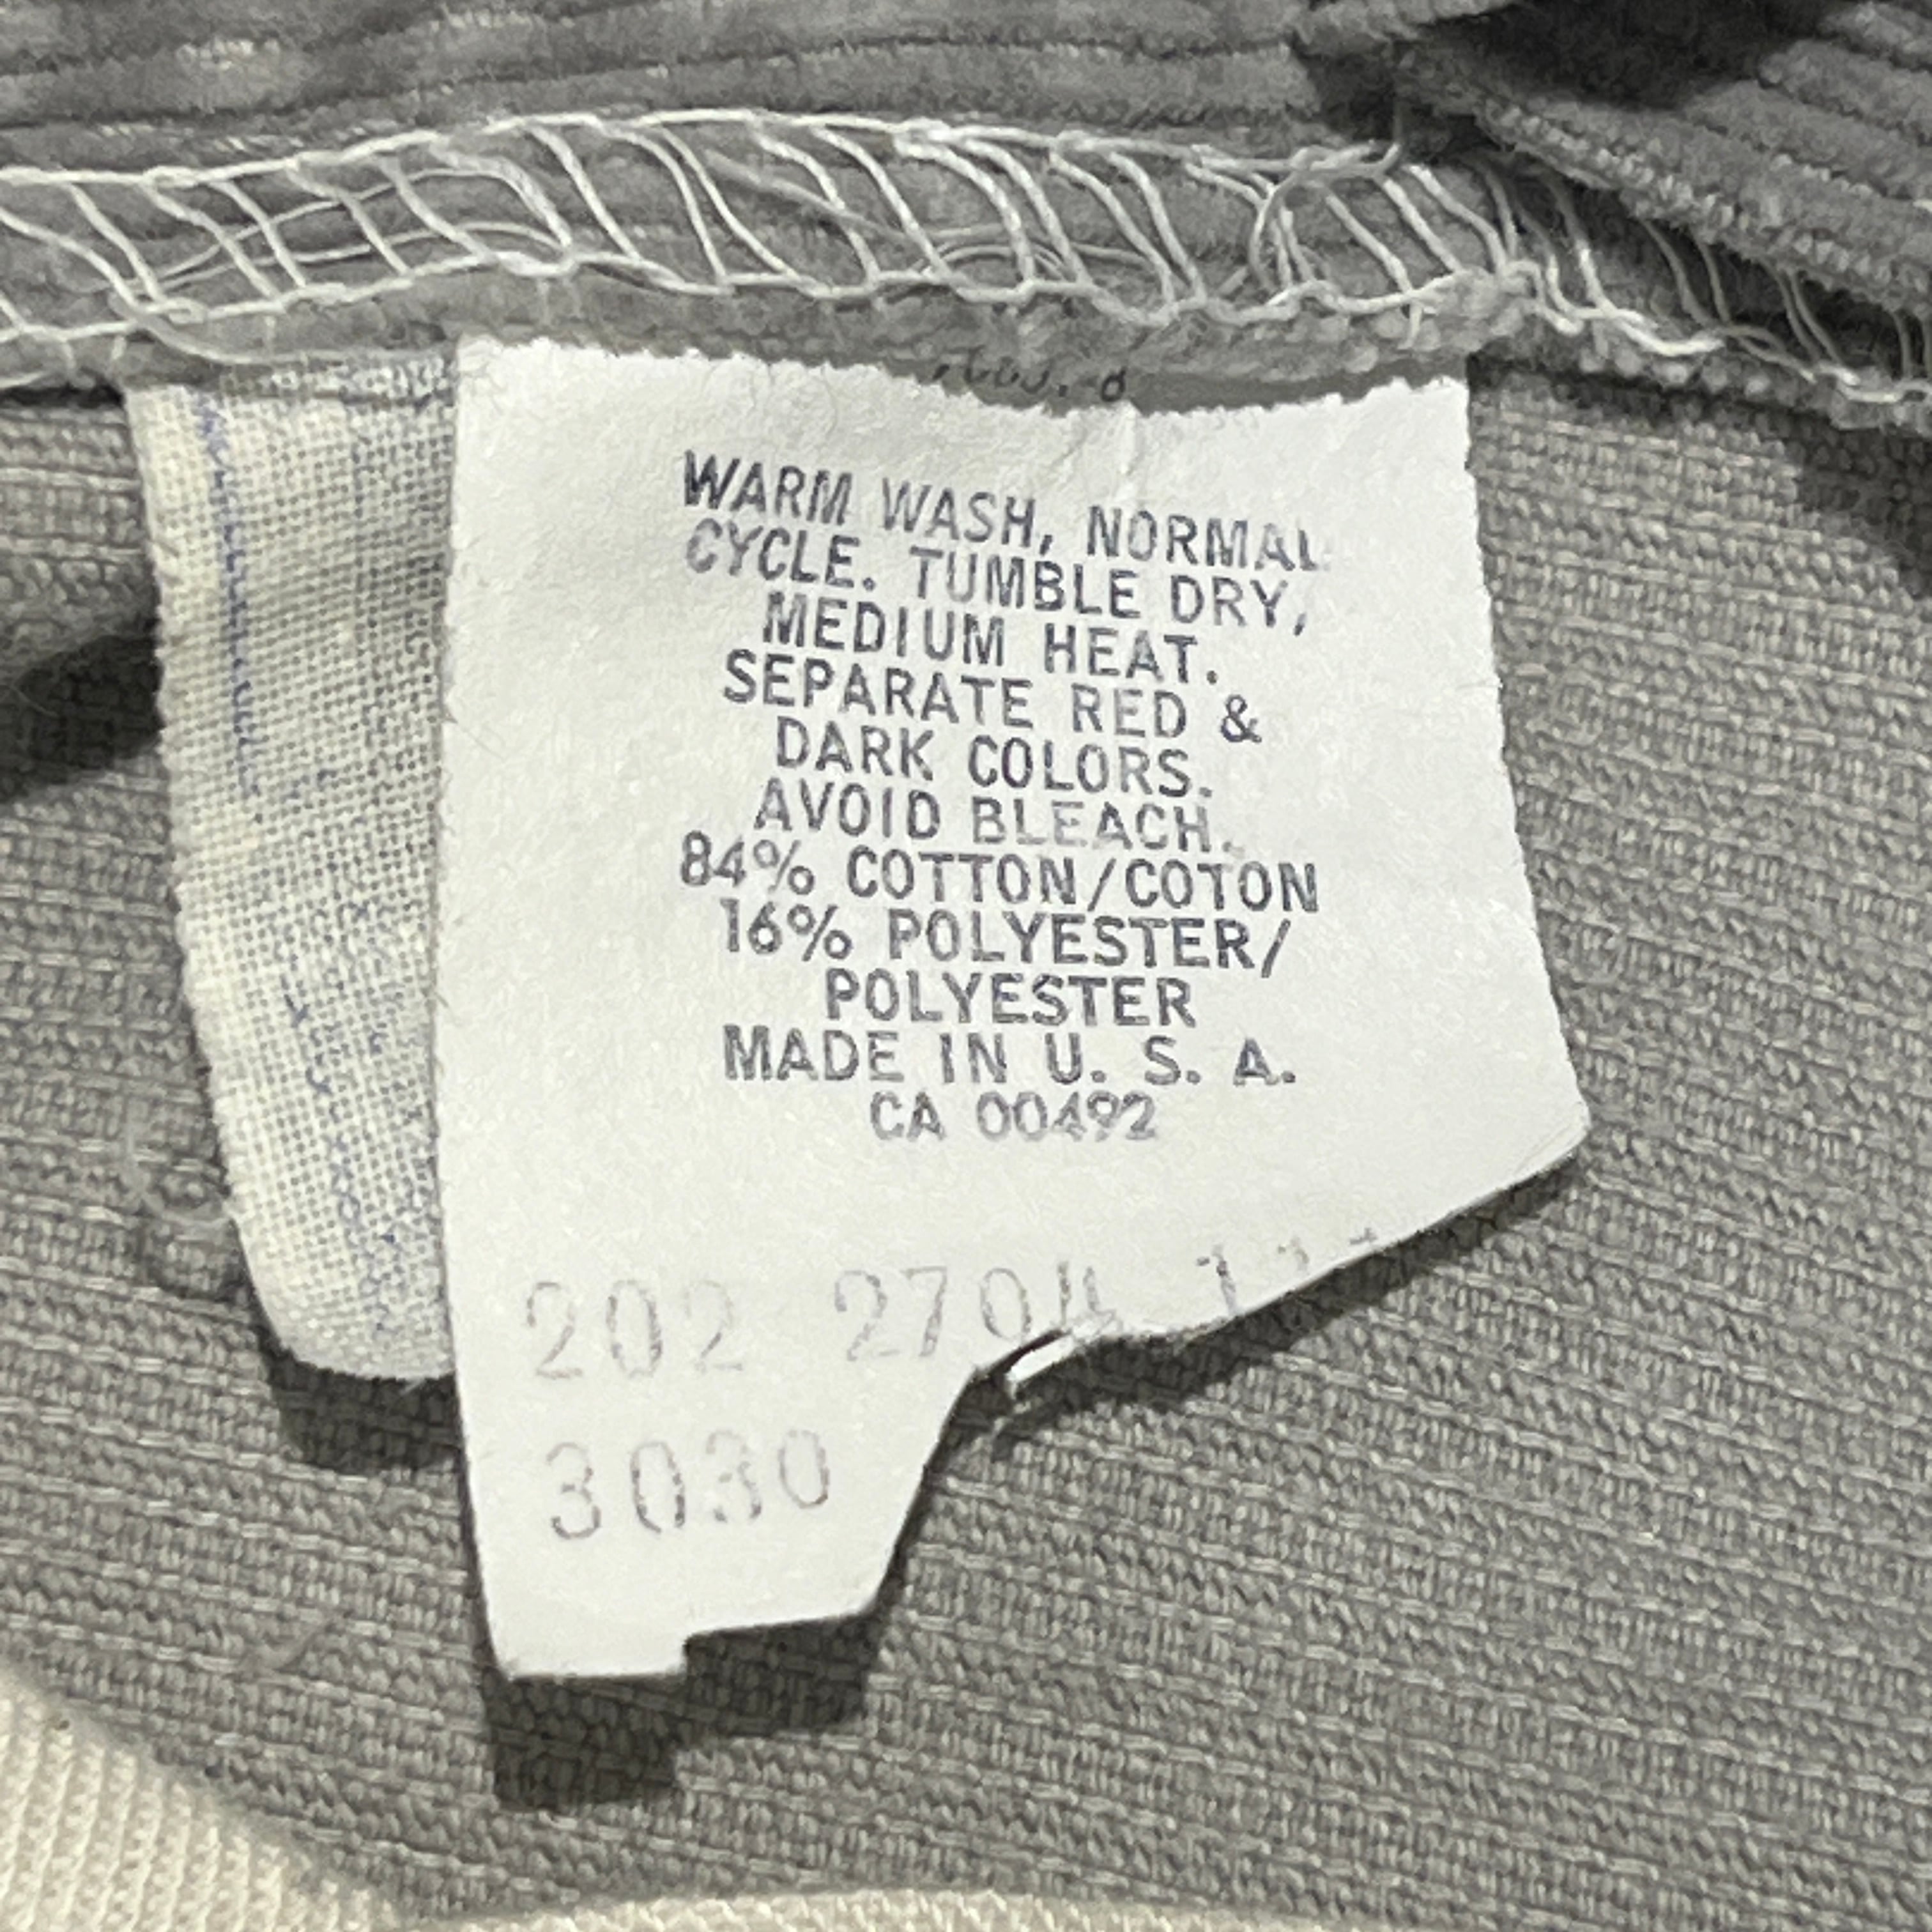 WARM WASH, NORMAL
CYCLE. TUMBLE DRY,
MEDIUM HEAT.
SEPARATE RED &
DARK COLORS.
AVOID BLEACH.
84% COTTON/COTON
16% POLYESTER/
POLYESTER
MADE IN U. S. A.
CA 00492
202 2704
3030